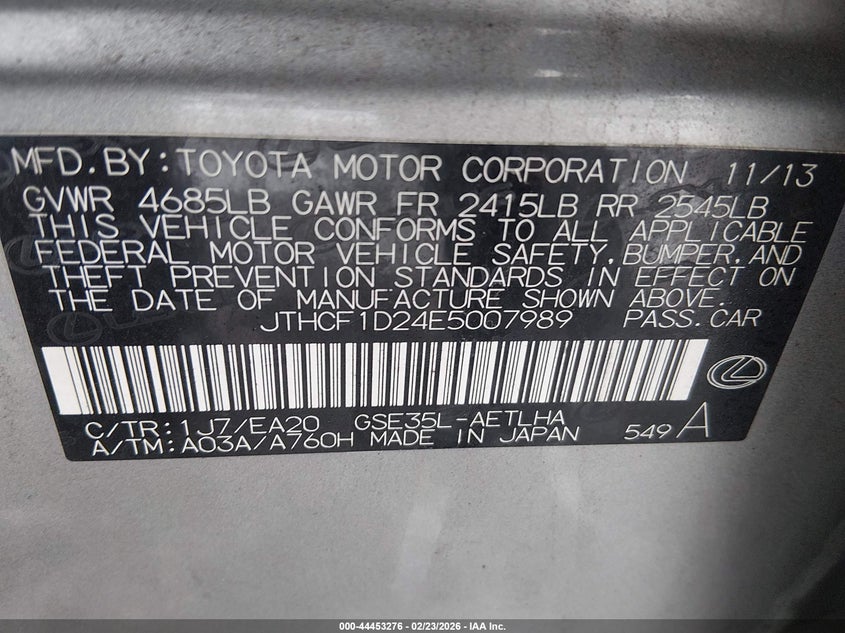 MFD.BY:TOYOTA MOTOR CORPORATION 11/13
GVWR 4685LB GAWR FR 2415LB RR 2545LB
THIS VEHICLE CONFORMS TO ALL APPLICABLE
FEDERAL MOTOR VEHICLE SAFETY,BUMPER,AND
THEFT PREVENTION STANDARDS IN EFFECT ON
THE DATE OF MANUFACTURE SHOWN ABOVE.
JTHCF1D24E5007989 PASS.CAR
C/TR:1J7/EA20 GSE35L-AETLHA
A/TM:A03A/A760H MADE IN JAPAN 549 A
000-44453276 - 02/23/2026 - IAA Inc.